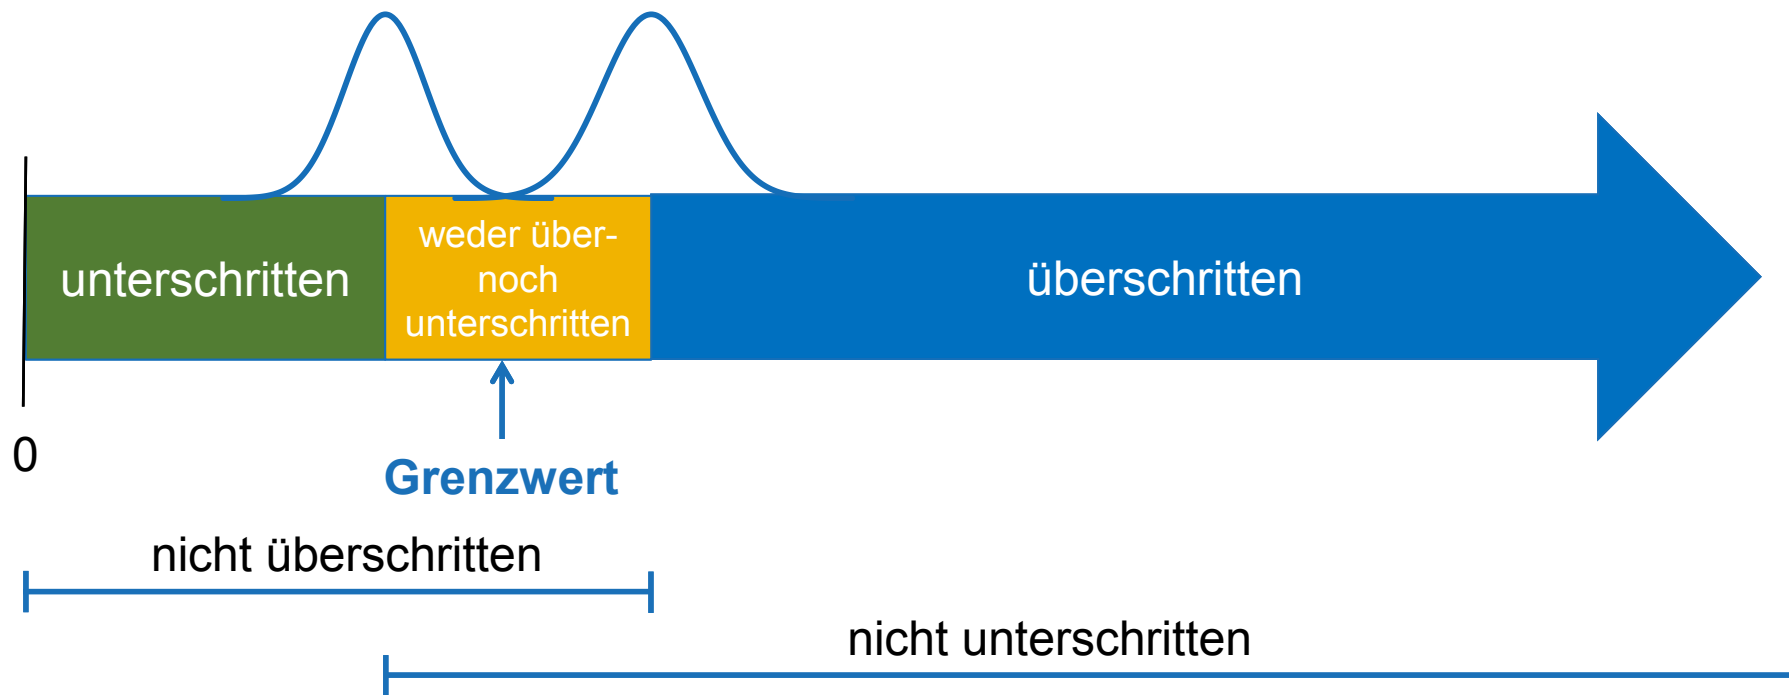 unterschritten
weder über-
noch
unterschritten
überschritten
0
Grenzwert
nicht überschritten
nicht unterschritten